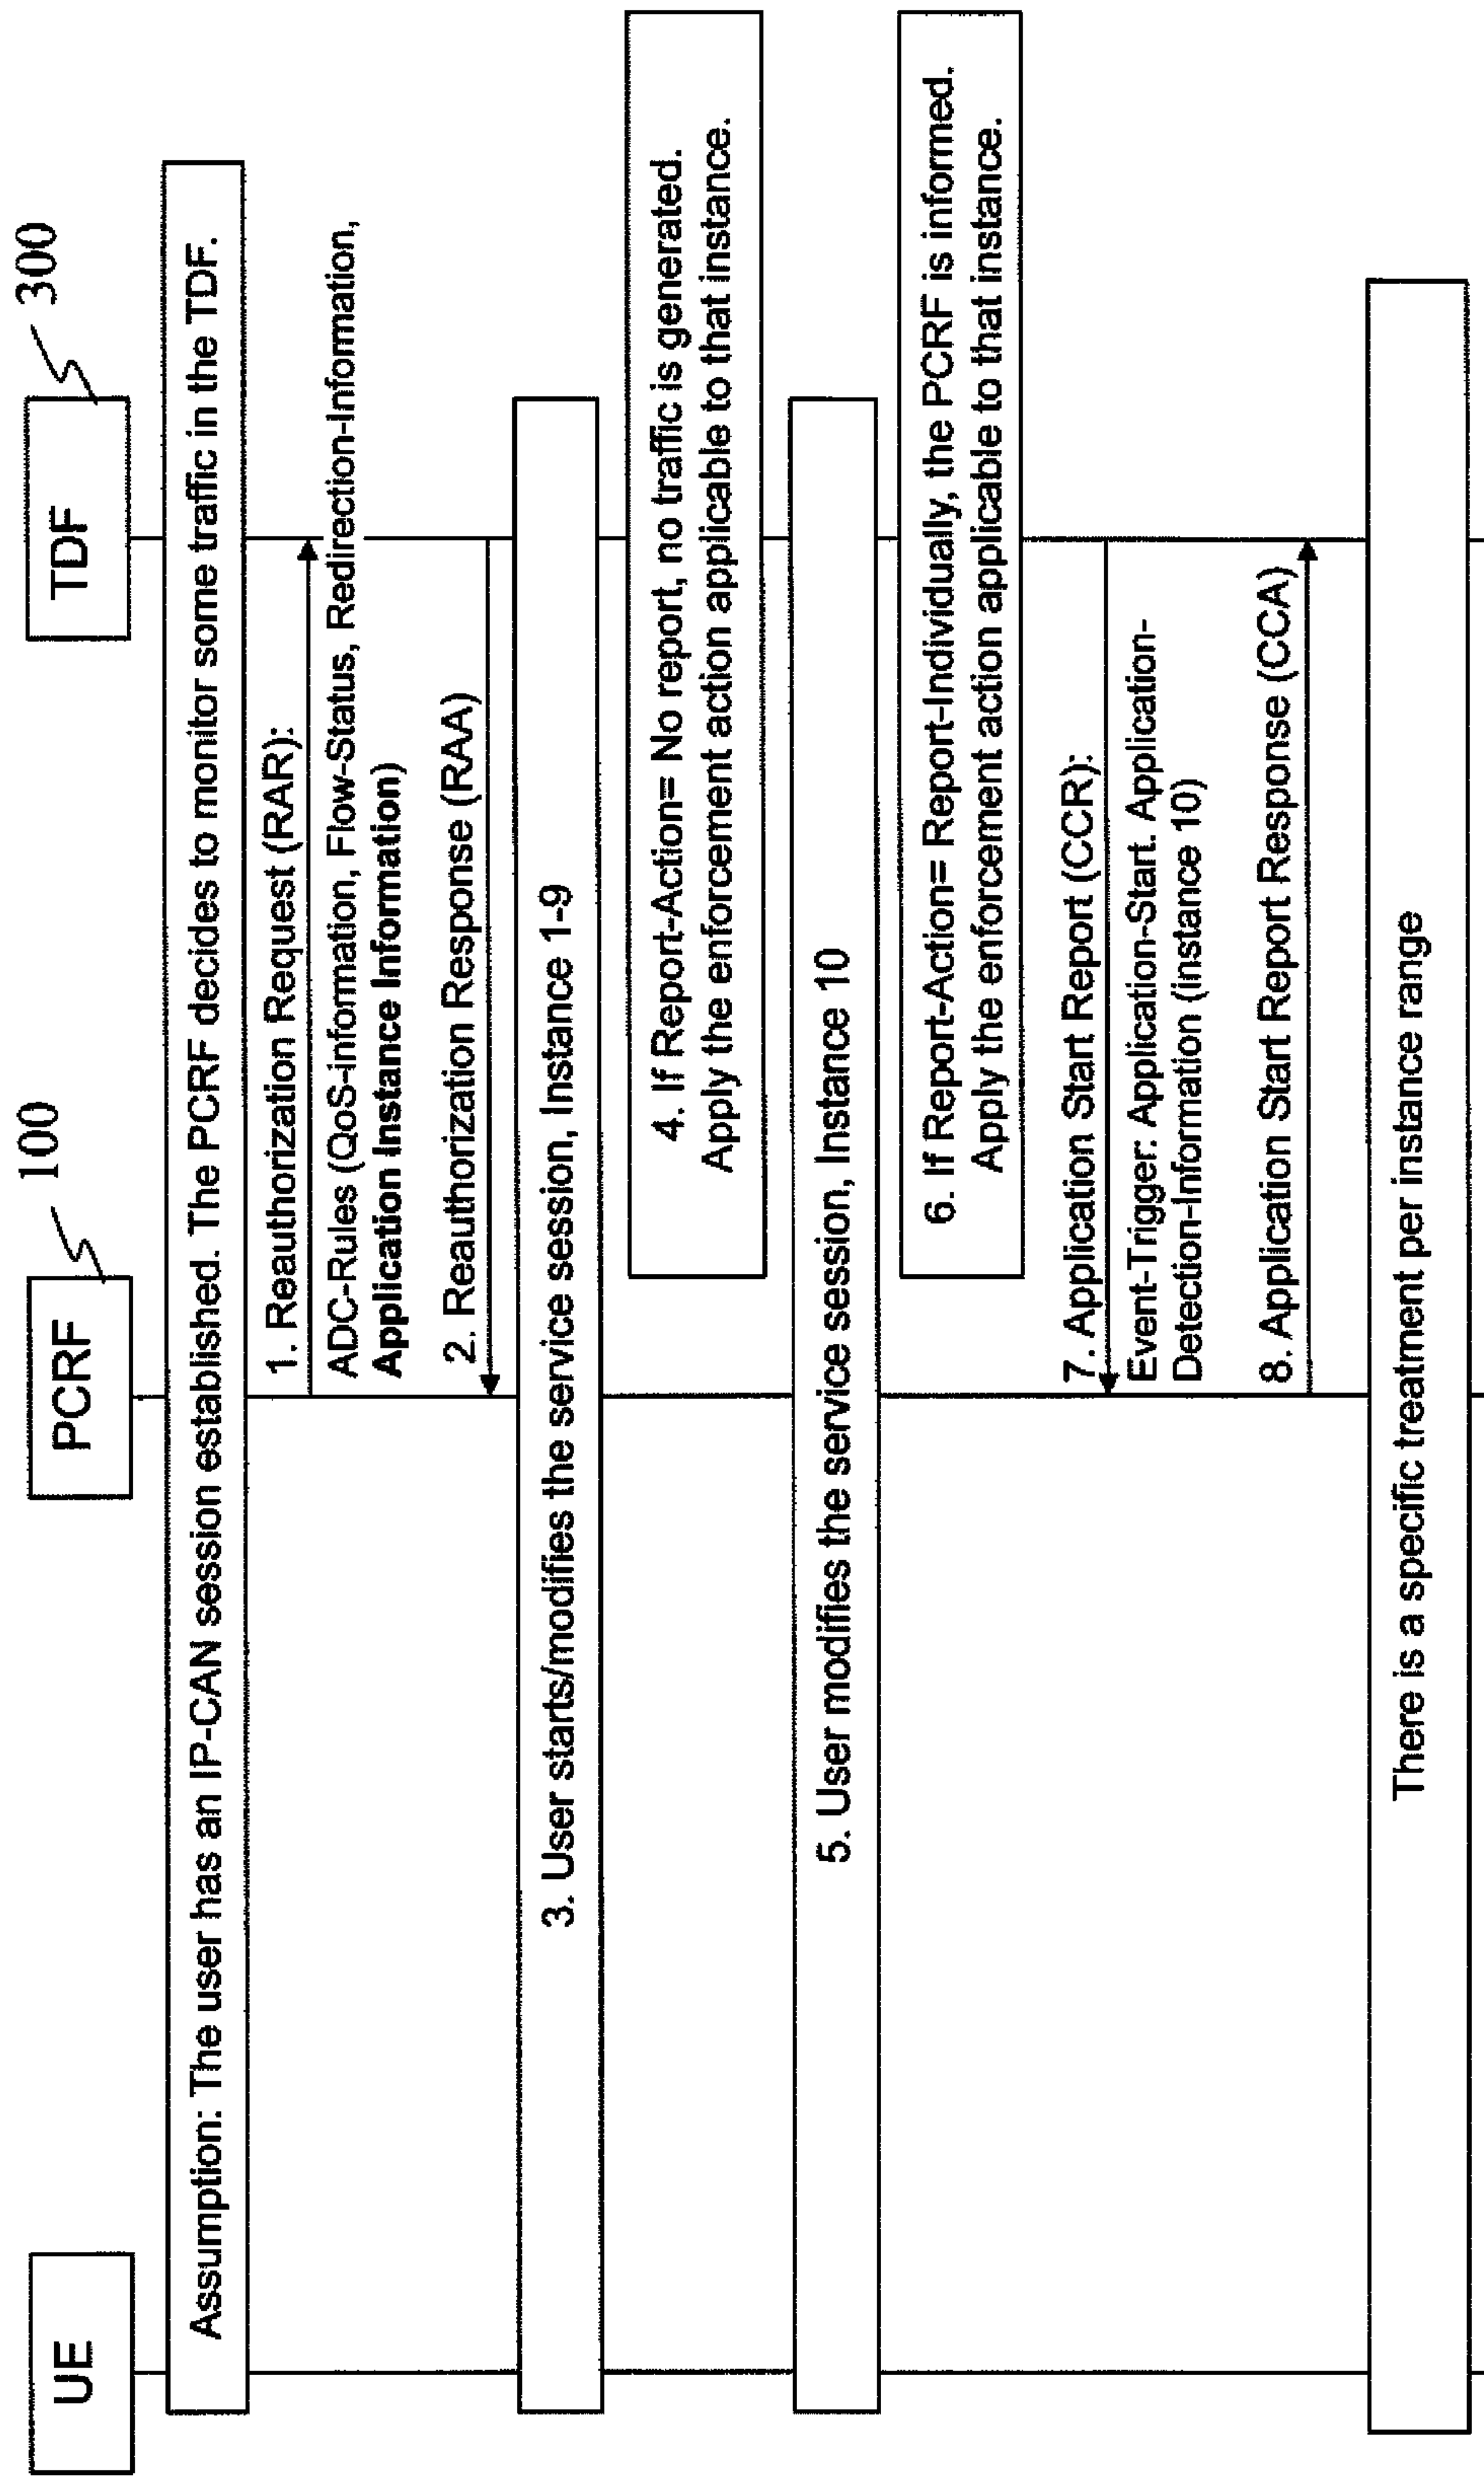 UE
PCRF
100
TDF
300
Assumption: The user has an IP-CAN session established. The PCRF decides to monitor some traffic in the TDF.
1. Reauthorization Request (RAR):
ADC-Rules (QoS-information, Flow-Status, Redirection-Information,
Application Instance Information)
2. Reauthorization Response (RAA)
3. User starts/modifies the service session, Instance 1-9
4. If Report-Action= No report, no traffic is generated.
Apply the enforcement action applicable to that instance.
5. User modifies the service session, Instance 10
6. If Report-Action= Report-Individually, the PCRF is informed.
Apply the enforcement action applicable to that instance.
7. Application Start Report (CCR):
Event-Trigger: Application-Start. Application-
Detection-Information (instance 10)
8. Application Start Report Response (CCA)
There is a specific treatment per instance range